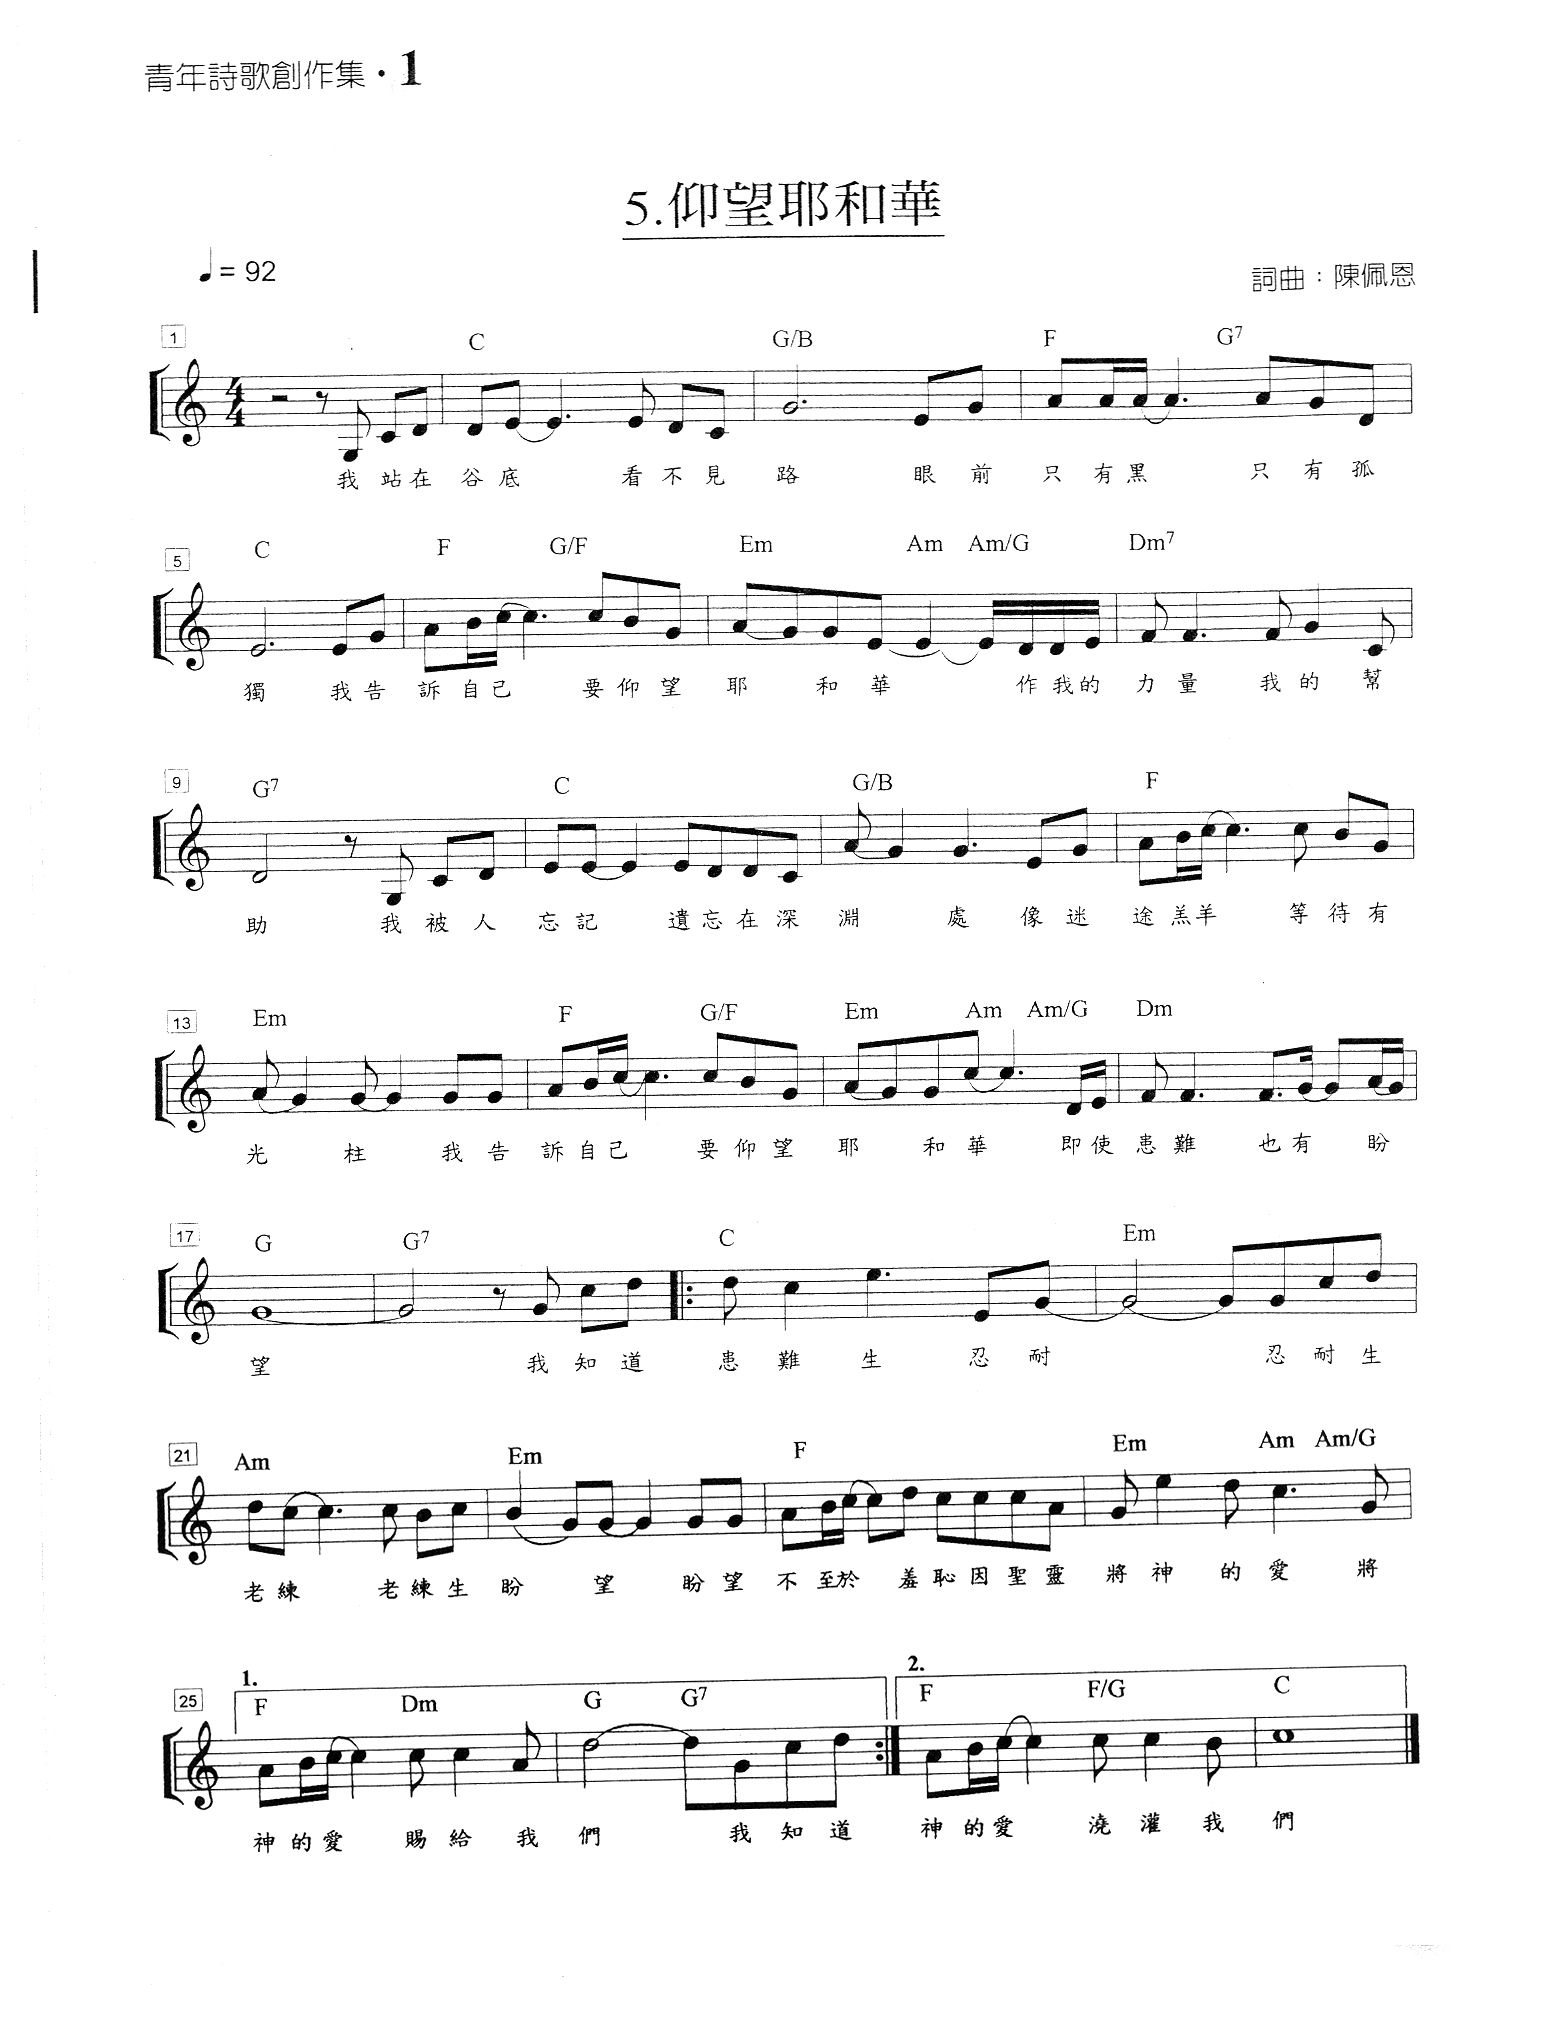 青年詩歌創作集·1
5.仰望耶和華
♩= 92
詞曲：陳佩恩
1
C G/B F G7
4
4
我 站 在 谷 底 看 不 見 路 眼 前 只 有 黑 只 有 孤
5
C F G/F Em Am Am/G Dm7
獨 我 告 訴 自 己 要 仰 望 耶 和 華 作 我 的 力 量 我 的 幫
9
G7 C G/B F
助 我 被 人 忘 記 遺 忘 在 深 淵 處 像 迷 途 羔 羊 等 待 有
13
Em F G/F Em Am Am/G Dm
光 柱 我 告 訴 自 己 要 仰 望 耶 和 華 即 使 患 難 也 有 盼
17
G G7 C Em
望 我 知 道 患 難 生 忍 耐 忍 耐 生
21
Am Em F Em Am Am/G
老 練 老 練 生 盼 望 盼 望 不 至 於 羞 恥 因 聖 靈 將 神 的 愛 將
1. 2.
25
F Dm G G7 F F/G C
神 的 愛 賜 給 我 們 我 知 道 神 的 愛 澆 灌 我 們